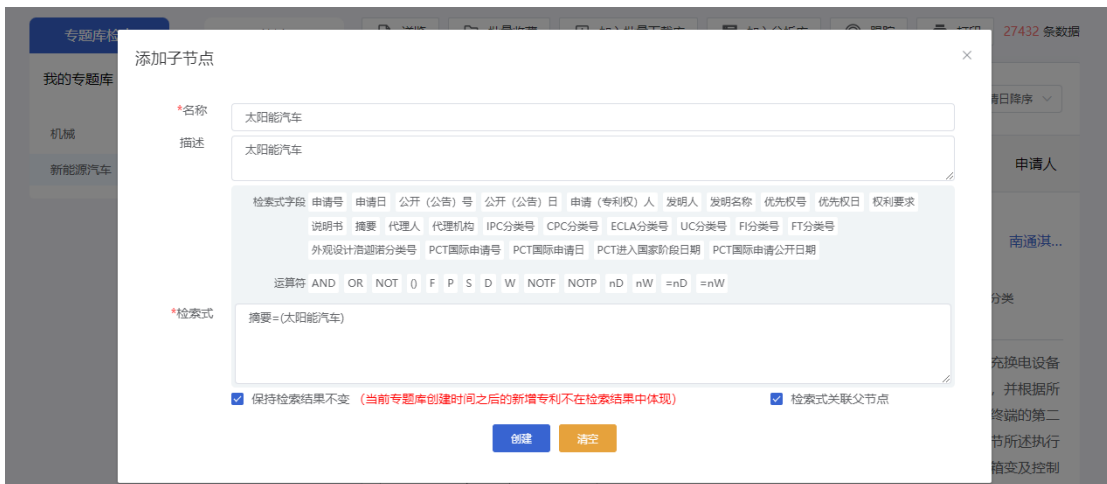 专题库检
27432 条数据
添加子节点
×
我的专题库
请日降序
*名称
太阳能汽车
机械
描述
太阳能汽车
新能源汽车
申请人
检索式字段 申请号 申请日 公开（公告）号 公开（公告）日 申请（专利权）人 发明人 发明名称 优先权号 优先权日 权利要求
说明书 摘要 代理人 代理机构 IPC分类号 CPC分类号 ECLA分类号 UC分类号 FI分类号 FT分类号
南通淇...
外观设计洛迦诺分类号 PCT国际申请号 PCT国际申请日 PCT进入国家阶段日期 PCT国际申请公开日期
运算符 AND OR NOT () F P S D W NOTF NOTP nD nW =nD =nW
分类
*检索式
摘要=(太阳能汽车)
充换电设备
，并根据所
保持检索结果不变 （当前专题库创建时间之后的新增专利不在检索结果中体现） 检索式关联父节点
终端的第二
创建 清空
节所述执行
箱变及控制